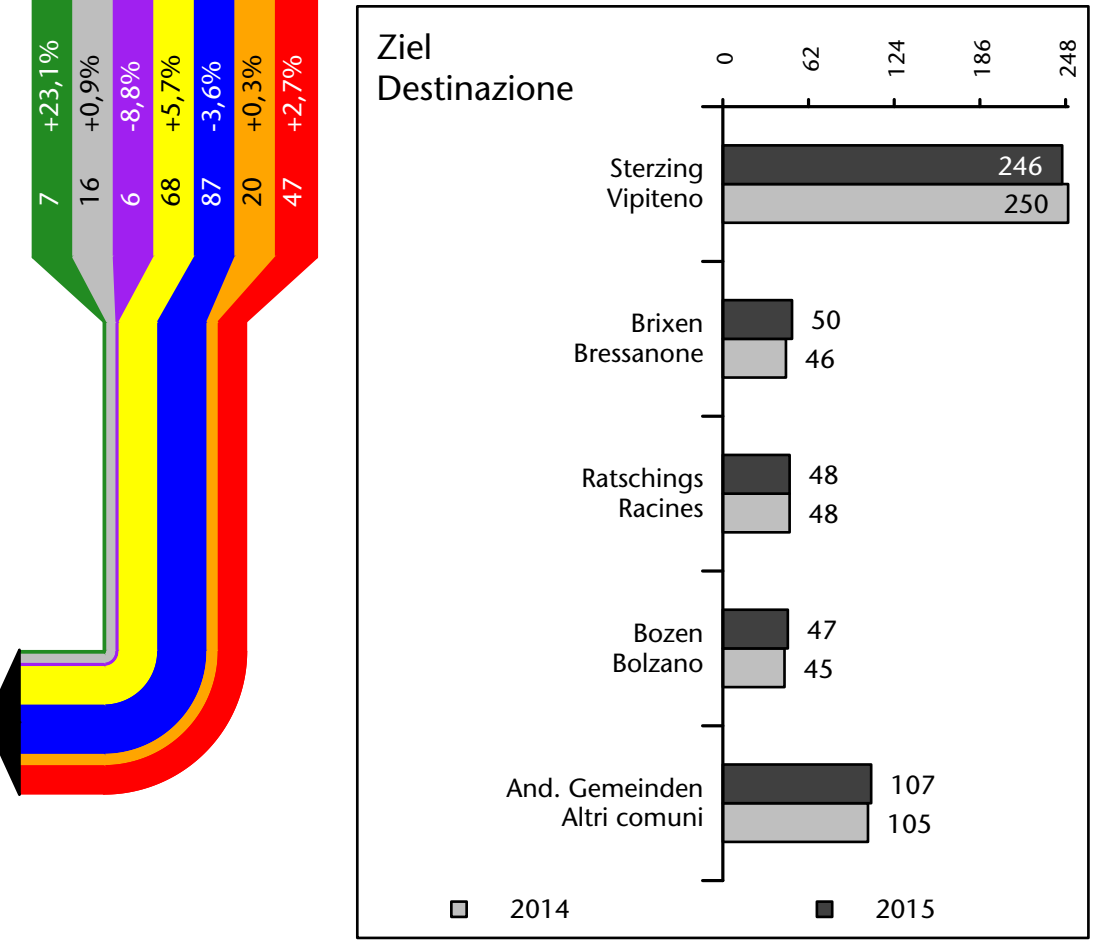 +23,1%
+0,9%
-8,8%
+5,7%
-3,6%
+0,3%
+2,7%
7
16
6
68
87
20
47
Ziel
Destinazione
0
62
124
186
248
Sterzing
Vipiteno
246
250
Brixen
Bressanone
50
46
Ratschings
Racines
48
48
Bozen
Bolzano
47
45
And. Gemeinden
Altri comuni
107
105
2014
2015